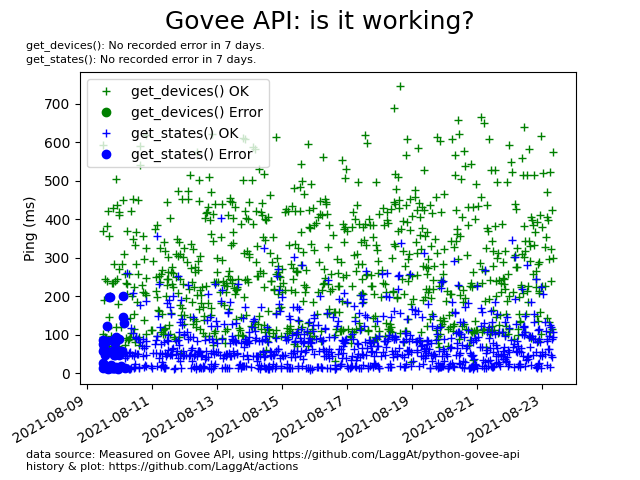 Govee API: is it working?
get_devices(): No recorded error in 7 days.
get_states(): No recorded error in 7 days.
get_devices() OK
get_devices() Error
get_states() OK
get_states() Error
700
600
500
400
300
200
100
0
Ping (ms)
2021-08-09
2021-08-11
2021-08-13
2021-08-15
2021-08-17
2021-08-19
2021-08-21
2021-08-23
data source: Measured on Govee API, using https://github.com/LaggAt/python-govee-api
history & plot: https://github.com/LaggAt/actions